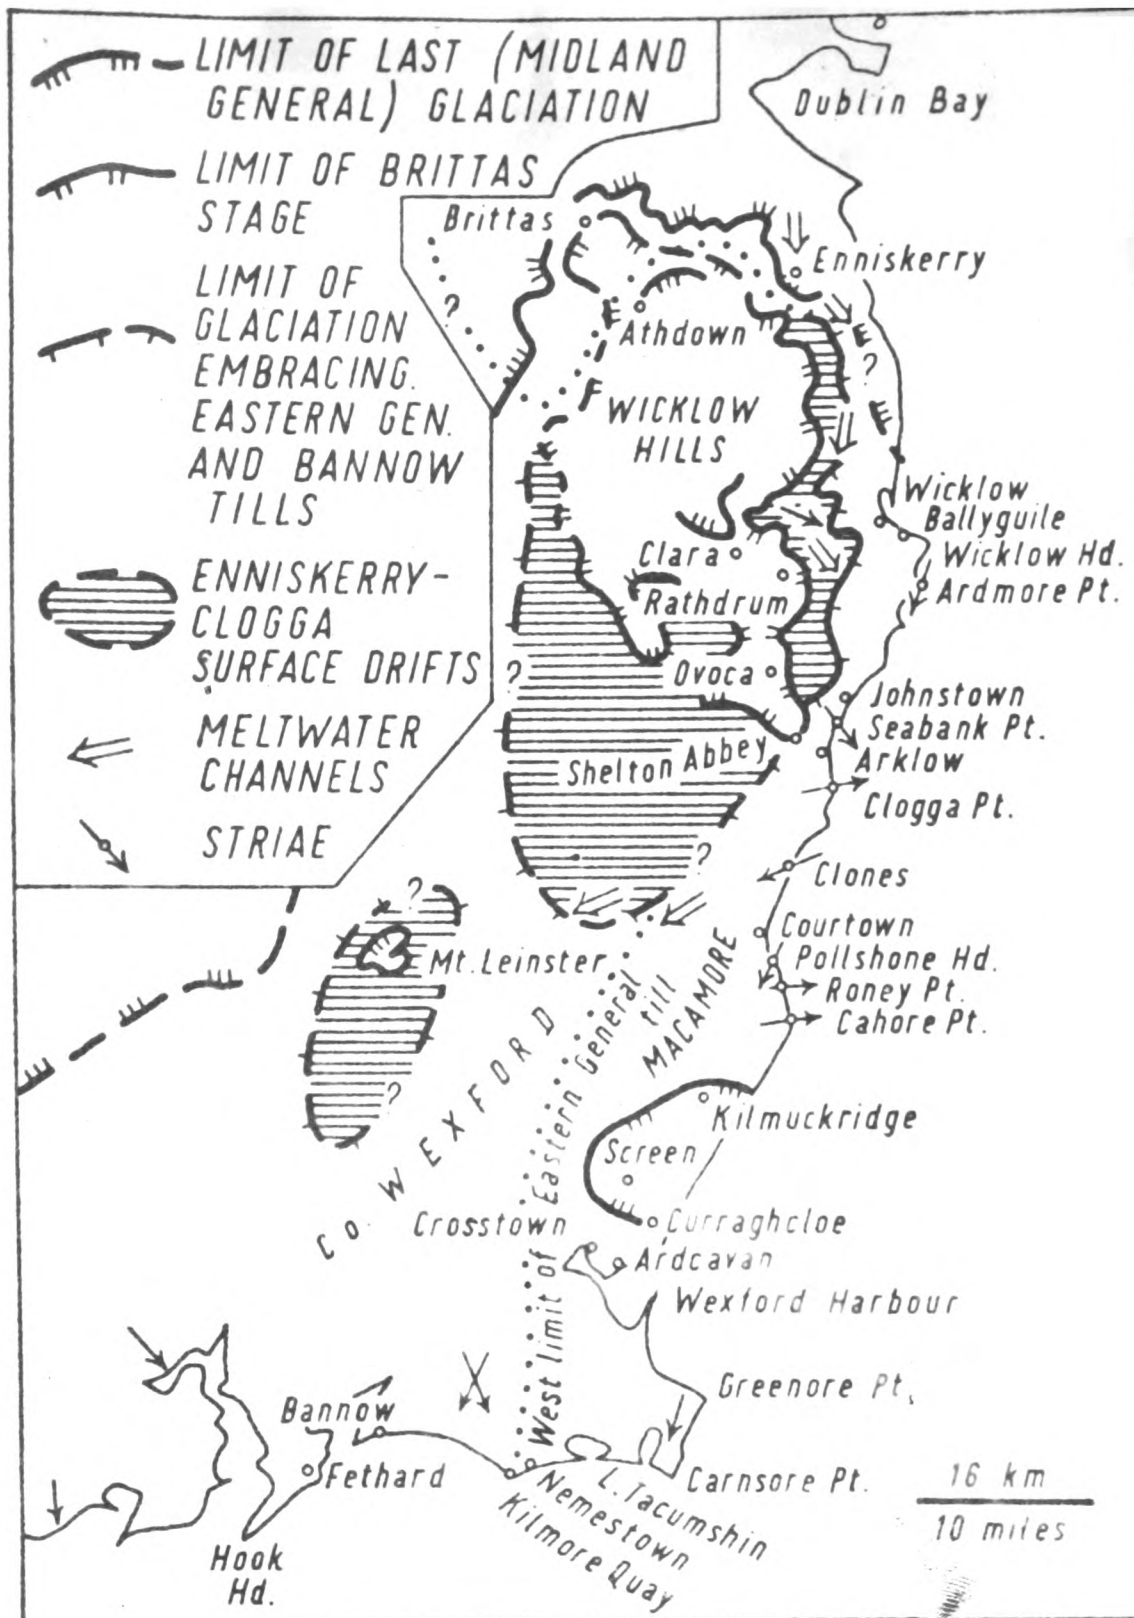 LIMIT OF LAST (MIDLAND
GENERAL) GLACIATION
LIMIT OF BRITTAS
STAGE
LIMIT OF
GLACIATION
EMBRACING.
EASTERN GEN.
AND BANNOW
TILLS
ENNISKERRY-
CLOGGA
SURFACE DRIFTS
MELTWATER
CHANNELS
STRIAE
Dublin Bay
Brittas
Enniskerry
?
Athdown
?
WICKLOW
HILLS
Wicklow
Ballyguile
Wicklow Hd.
Ardmore Pt.
Clara
Rathdrum
?
Ovoca
Johnstown
Seabank Pt.
Arklow
Shelton Abbey
Clogga Pt.
?
Clones
?
Courtown
Mt. Leinster
Pollshone Hd.
Roney Pt.
Cahore Pt.
MACAMORE
?
CO. WEXFORD
West limit of Eastern General
till
Kilmuckridge
Screen
Crosstown
Curraghcloe
Ardcavan
Wexford Harbour
Greenore Pt.
Bannow
Fethard
Carnsore Pt.
L. Tacumshin
Nemestown
Kilmore Quay
Hook
Hd.
16 km
10 miles